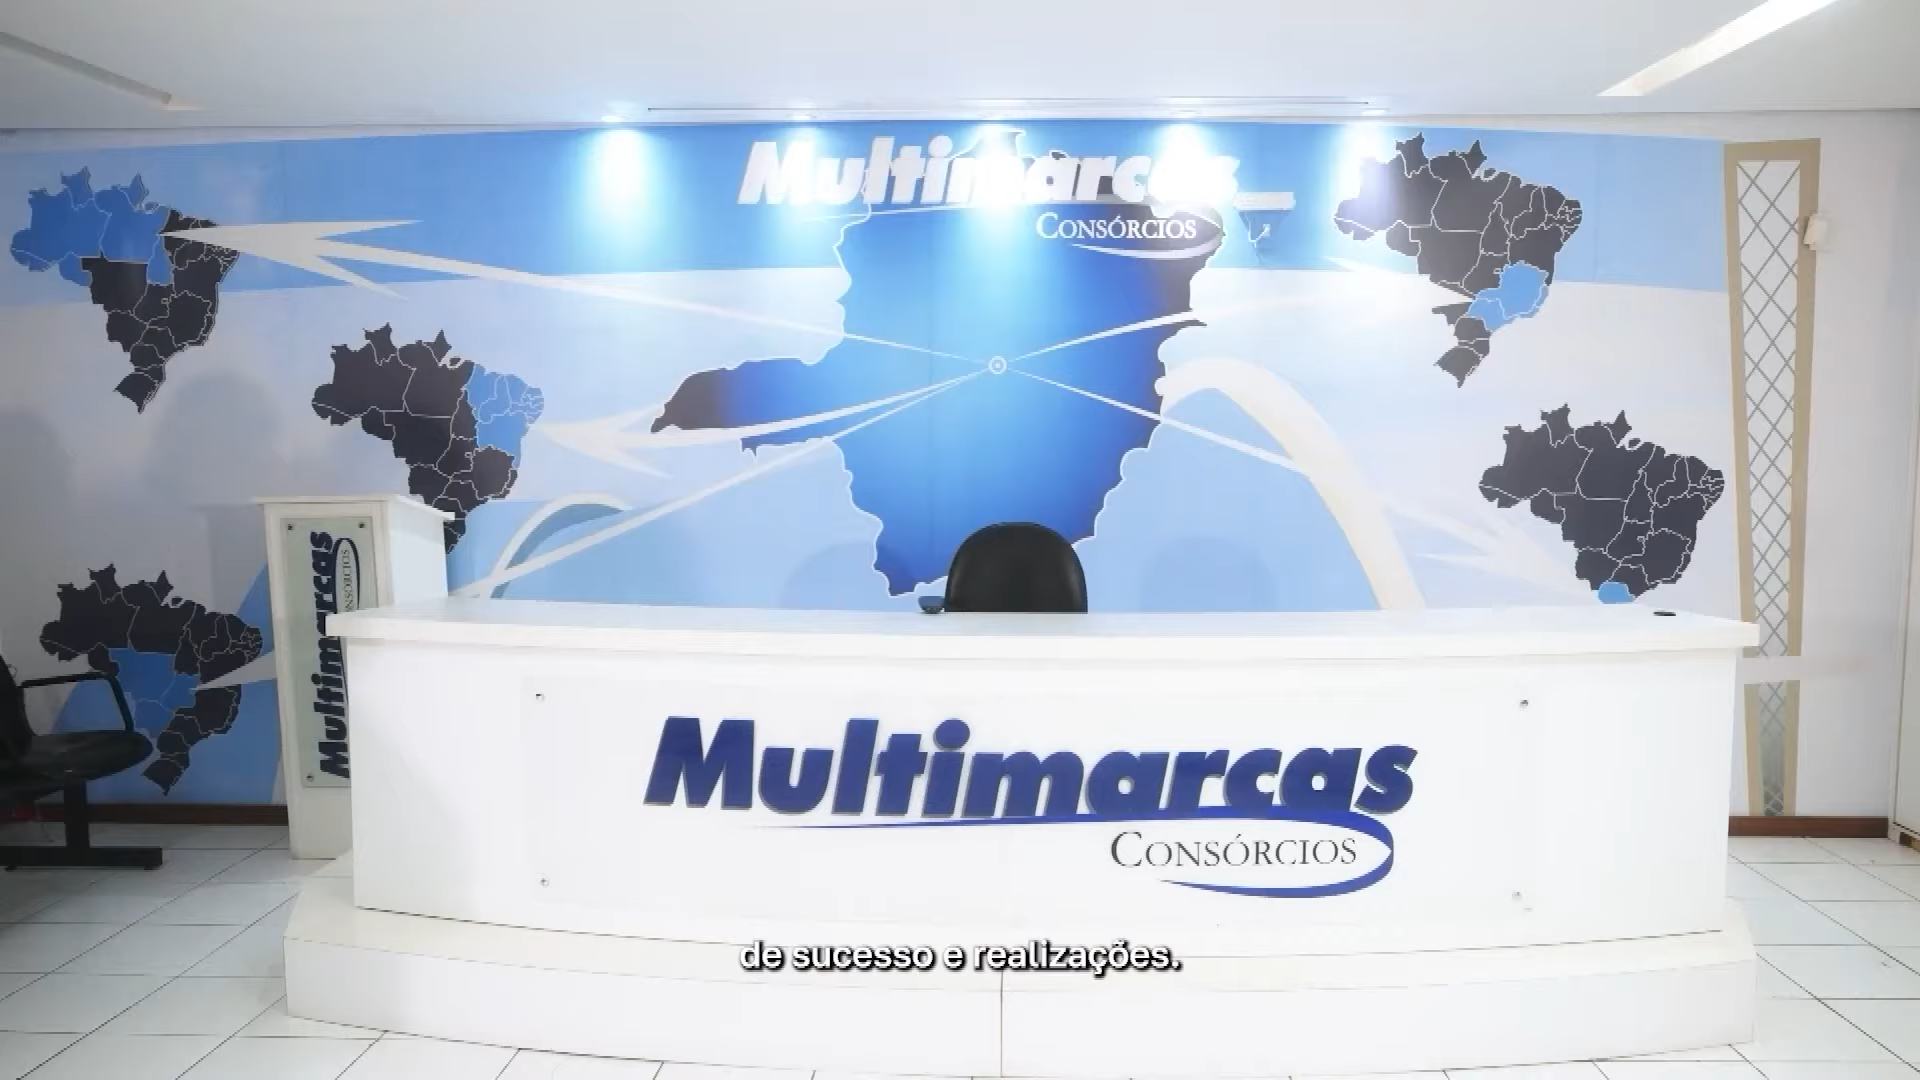 Multimarcas
CONSÓRCIOS
Multimarcas
CONSÓRCIOS
Multimarcas
CONSÓRCIOS
de sucesso e realizações.